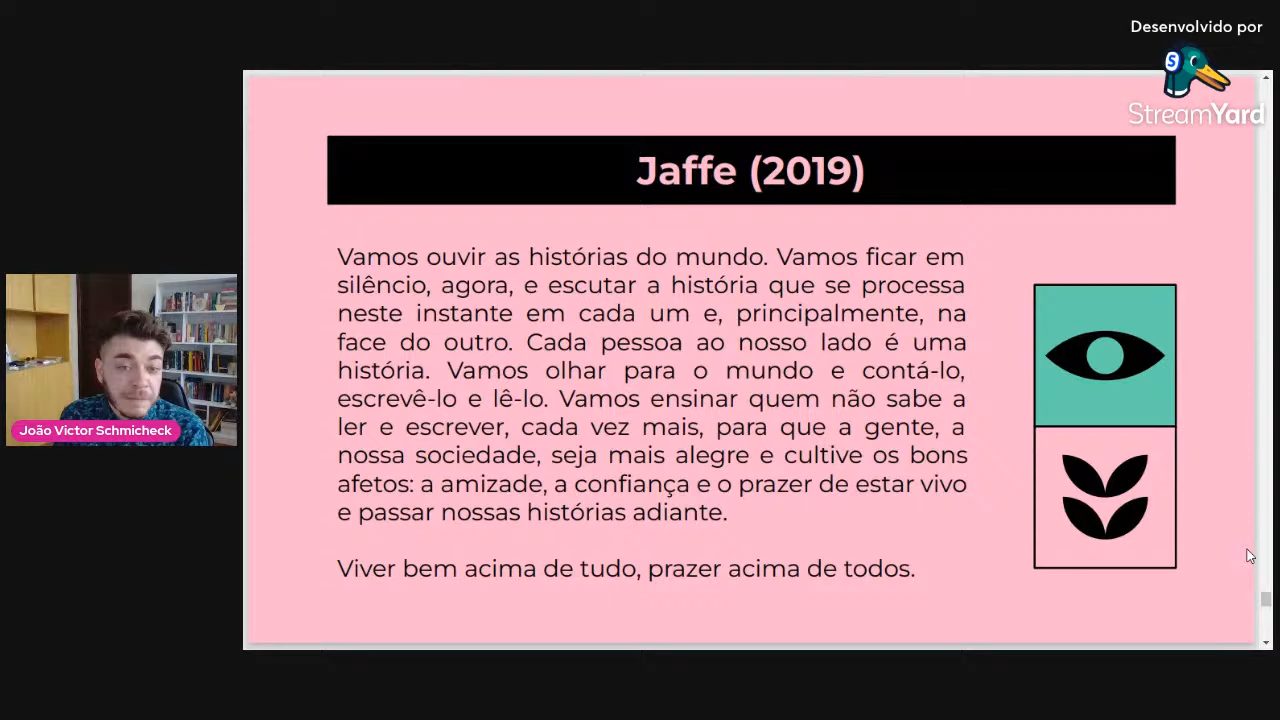 Desenvolvido por
S
StreamYard
Jaffe (2019)
Vamos ouvir as histórias do mundo. Vamos ficar em
silêncio, agora, e escutar a história que se processa
neste instante em cada um e, principalmente, na
face do outro. Cada pessoa ao nosso lado é uma
história. Vamos olhar para o mundo e contá-lo,
escrevê-lo e lê-lo. Vamos ensinar quem não sabe a
ler e escrever, cada vez mais, para que a gente, a
nossa sociedade, seja mais alegre e cultive os bons
afetos: a amizade, a confiança e o prazer de estar vivo
e passar nossas histórias adiante.
Viver bem acima de tudo, prazer acima de todos.
João Victor Schmicheck